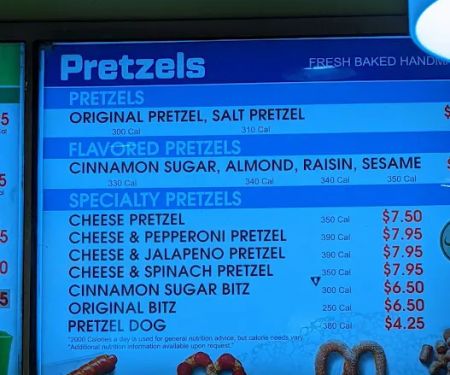 Pretzels FRESH BAKED
PRETZELS
ORIGINAL PRETZEL, SALT PRETZEL
300 Cal 310 Cal
FLAVORED PRETZELS
CINNAMON SUGAR, ALMOND, RAISIN, SESAME
330 Cal 340 Cal 340 Cal 350 Cal
SPECIALTY PRETZELS
CHEESE PRETZEL 350 Cal $7.50
CHEESE & PEPPERONI PRETZEL 390 Cal $7.95
CHEESE & JALAPENO PRETZEL 390 Cal $7.95
CHEESE & SPINACH PRETZEL 350 Cal $7.95
CINNAMON SUGAR BITZ 300 Cal $6.50
ORIGINAL BITZ 250 Cal $6.50
PRETZEL DOG 380 Cal $4.25
*2000 Calories a day is used for general nutrition advice, but calorie needs vary.
*Additional nutrition information available upon request.